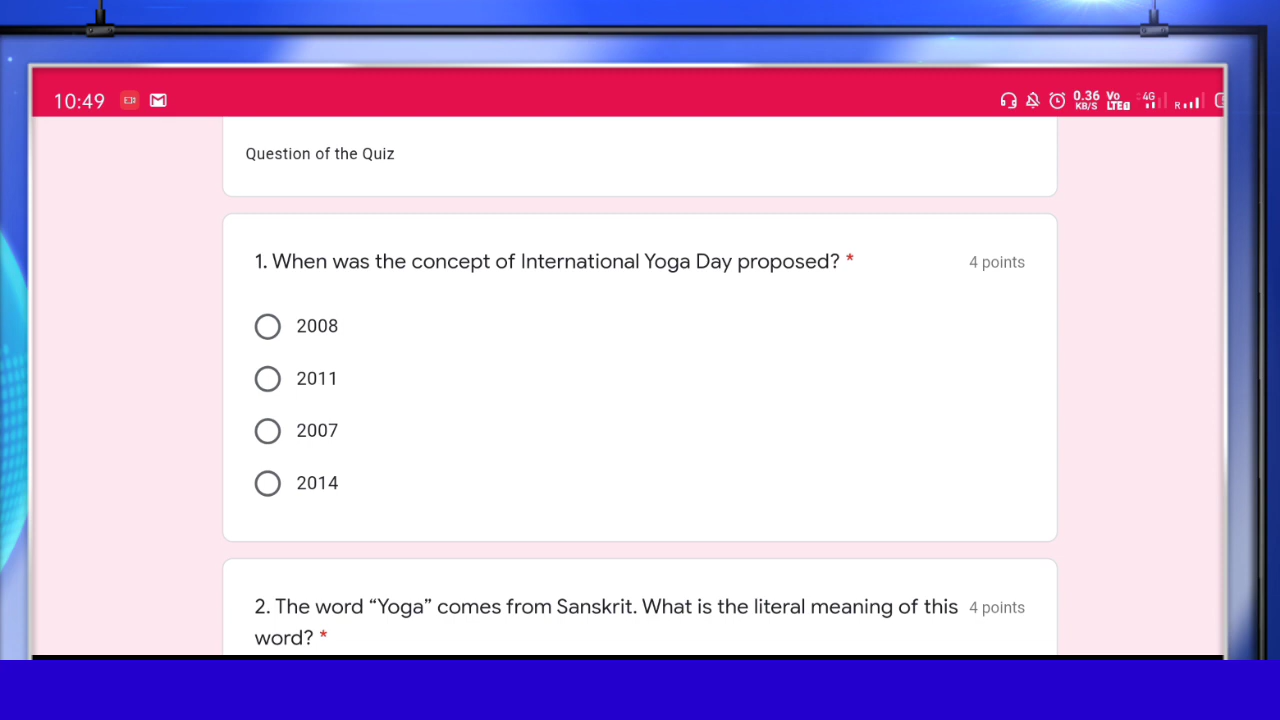 10:49
0.36 KB/S Vo LTE 4G R
Question of the Quiz
1. When was the concept of International Yoga Day proposed? * 4 points
2008
2011
2007
2014
2. The word “Yoga” comes from Sanskrit. What is the literal meaning of this 4 points
word? *